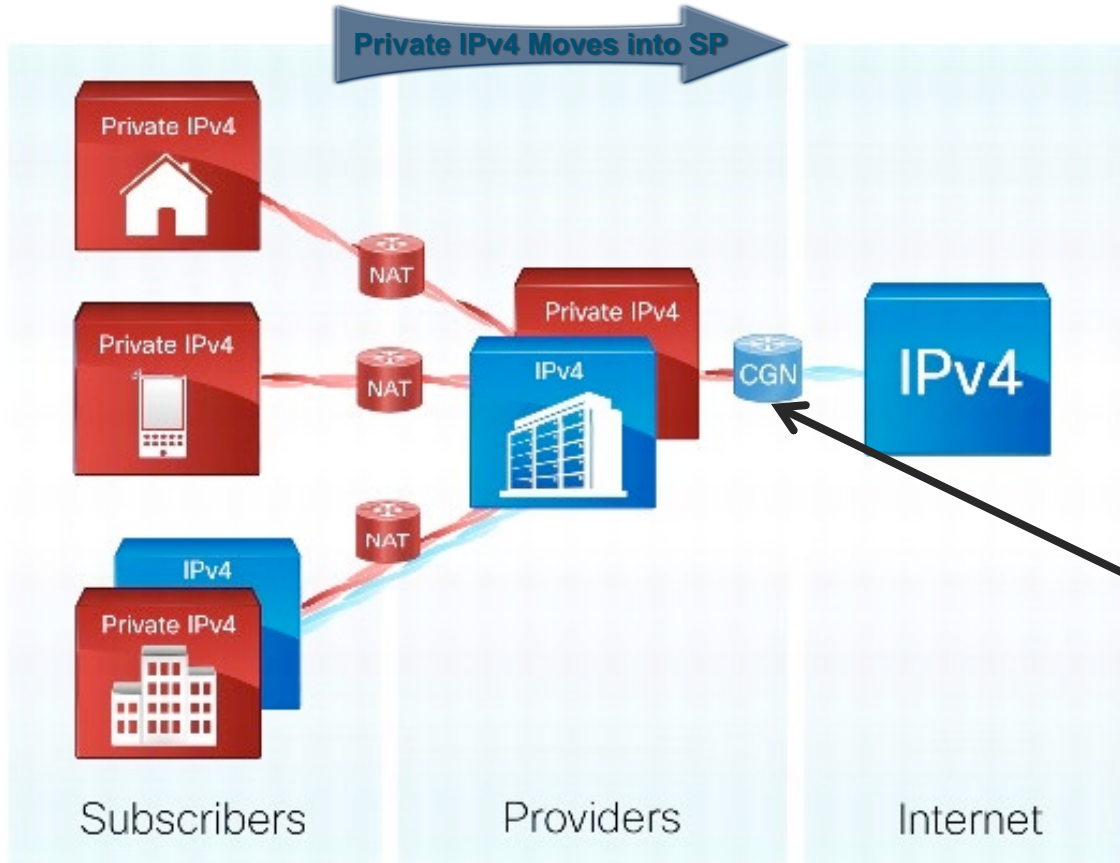 Private IPv4 Moves into SP
Private IPv4
NAT
Private IPv4
Private IPv4
NAT
IPv4
CGN
IPv4
NAT
IPv4
Private IPv4
Subscribers
Providers
Internet